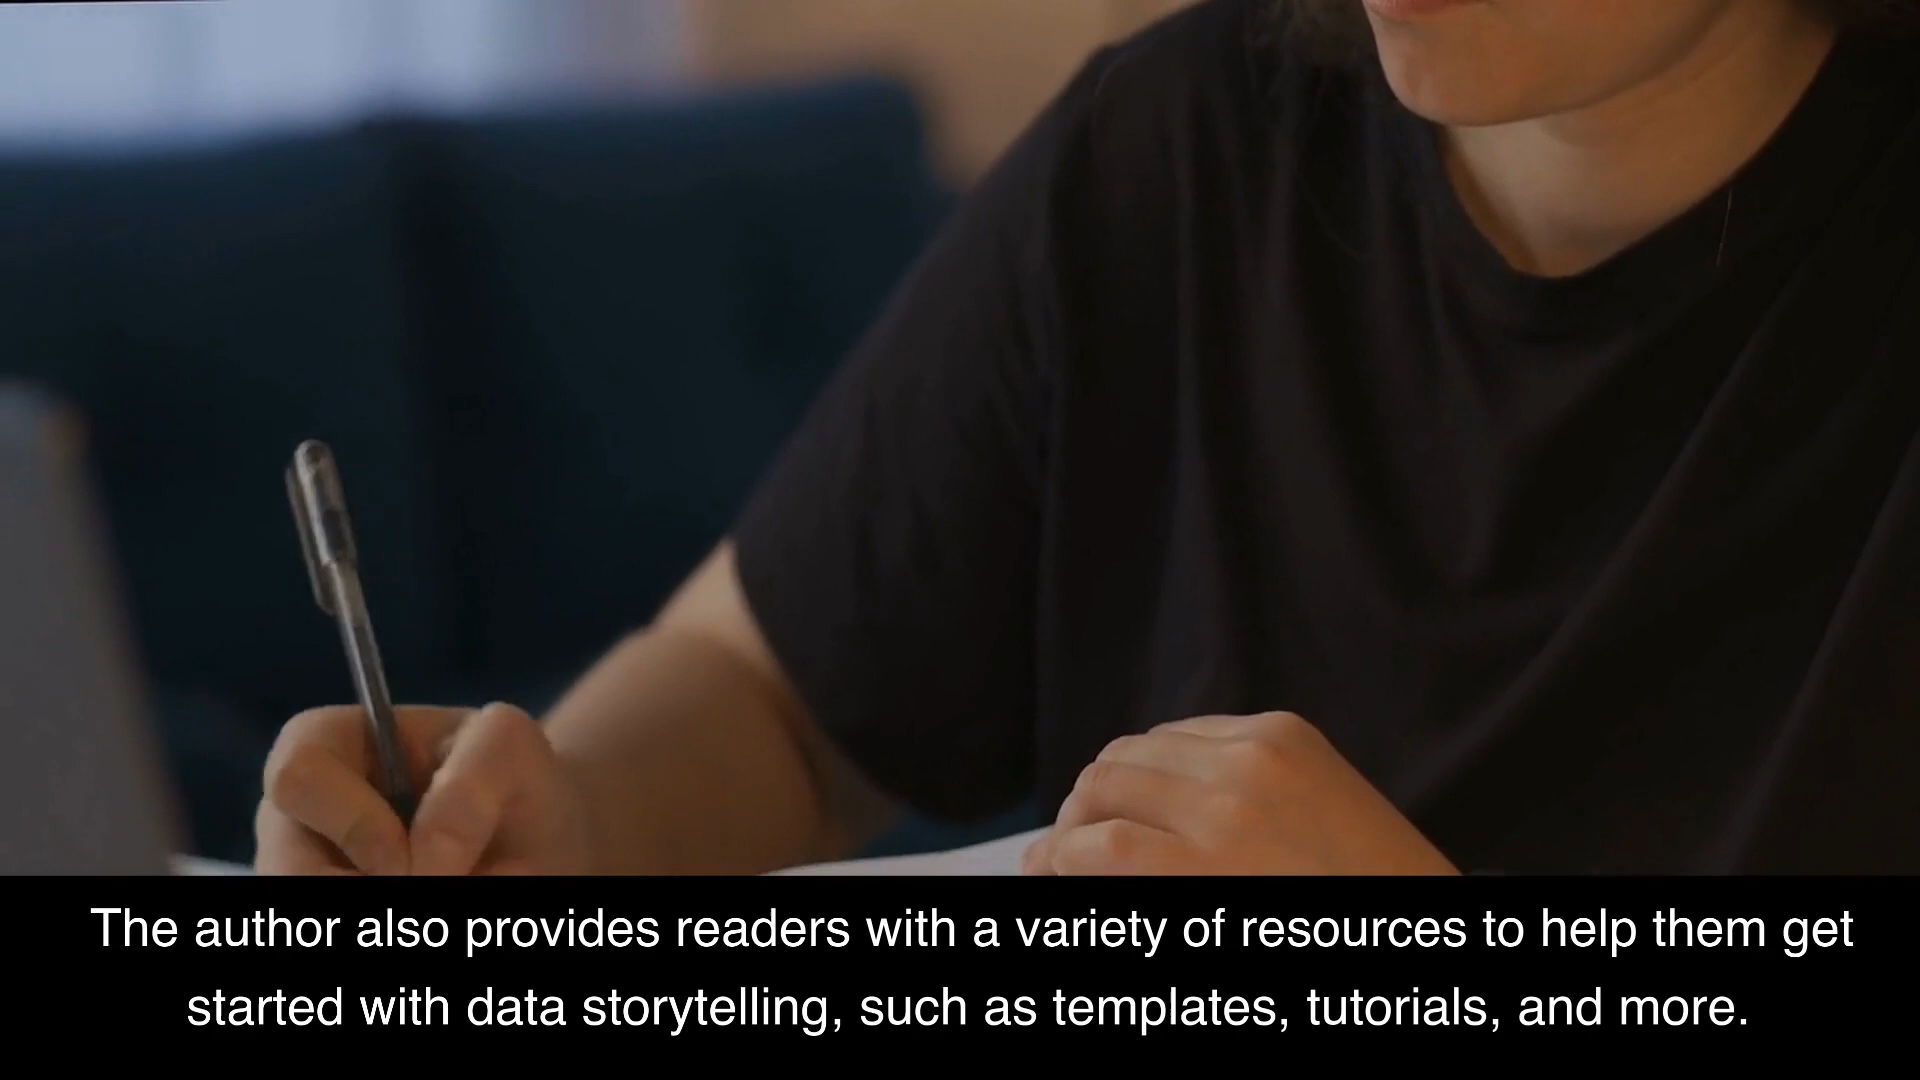 The author also provides readers with a variety of resources to help them get
started with data storytelling, such as templates, tutorials, and more.